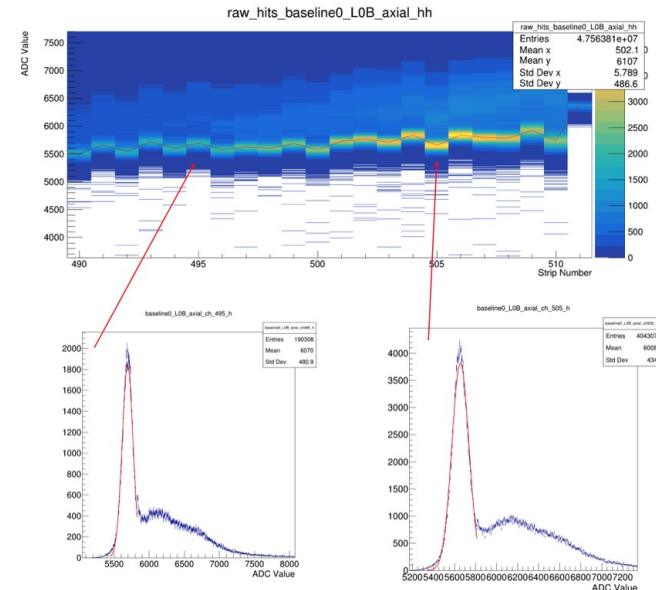 raw_hits_baseline0_L0B_axial_hh
raw_hits_baseline0_L0B_axial_hh
Entries 4.756381e+07
Mean x 502.1
Mean y 6107
Std Dev x 5.789
Std Dev y 486.6
ADC Value
7500
7000
6500
6000
5500
5000
4500
4000
3000
2500
2000
1500
1000
500
0
490 495 500 505 510
Strip Number
baseline0_L0B_axial_ch_495_h
Entries 190308
Mean 6070
Std Dev 480.9
2000
1800
1600
1400
1200
1000
800
600
400
200
0
5500 6000 6500 7000 7500 8000
ADC Value
baseline0_L0B_axial_ch_505_h
Entries 404307
Mean 6008
Std Dev 434
4000
3500
3000
2500
2000
1500
1000
500
0
52005400560058006000620064006600680070007200
ADC Value